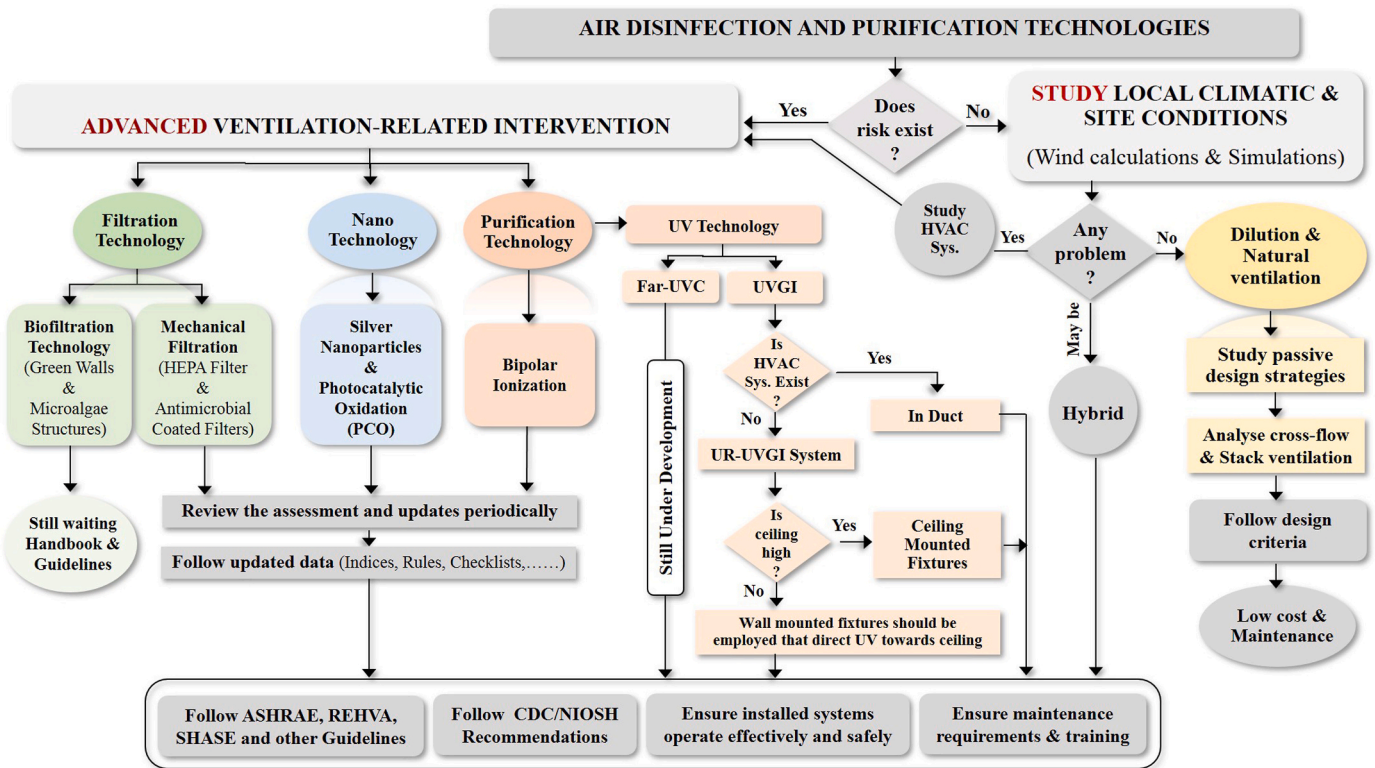 AIR DISINFECTION AND PURIFICATION TECHNOLOGIES
ADVANCED VENTILATION-RELATED INTERVENTION
Yes
Does
risk exist
?
No
STUDY LOCAL CLIMATIC &
SITE CONDITIONS
(Wind calculations & Simulations)
Filtration
Technology
Nano
Technology
Purification
Technology
UV Technology
Study
HVAC
Sys.
Yes
Any
problem
?
No
Dilution &
Natural
ventilation
Far-UVC
UVGI
May be
Biofiltration
Technology
(Green Walls
&
Microalgae
Structures)
Mechanical
Filtration
(HEPA Filter
&
Antimicrobial
Coated Filters)
Silver
Nanoparticles
&
Photocatalytic
Oxidation
(PCO)
Bipolar
Ionization
Still Under Development
Is
HVAC
Sys. Exist
?
Yes
No
In Duct
Hybrid
Study passive
design strategies
Analyse cross-flow
& Stack ventilation
UR-UVGI System
Still waiting
Handbook &
Guidelines
Review the assessment and updates periodically
Follow updated data (Indices, Rules, Checklists,......)
Is
ceiling
high
?
Yes
No
Ceiling
Mounted
Fixtures
Follow design
criteria
Low cost &
Maintenance
Wall mounted fixtures should be
employed that direct UV towards ceiling
Follow ASHRAE, REHVA,
SHASE and other Guidelines
Follow CDC/NIOSH
Recommendations
Ensure installed systems
operate effectively and safely
Ensure maintenance
requirements & training